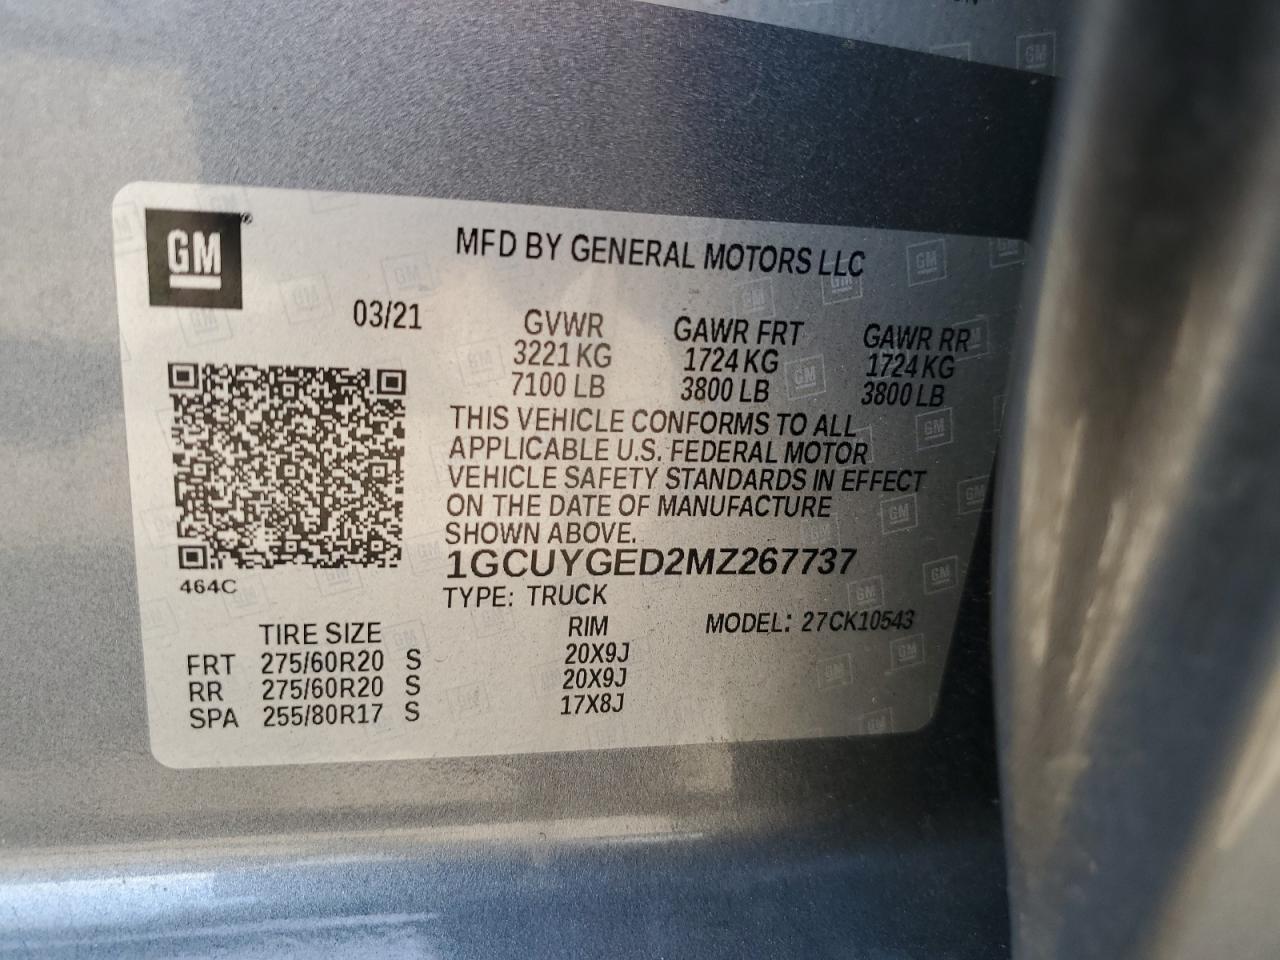 GM
MFD BY GENERAL MOTORS LLC
03/21
GVWR GAWR FRT GAWR RR
3221 KG 1724 KG 1724 KG
7100 LB 3800 LB 3800 LB
THIS VEHICLE CONFORMS TO ALL
APPLICABLE U.S. FEDERAL MOTOR
VEHICLE SAFETY STANDARDS IN EFFECT
ON THE DATE OF MANUFACTURE
SHOWN ABOVE.
1GCUYGED2MZ267737
464C
TYPE: TRUCK
TIRE SIZE RIM MODEL: 27CK10543
FRT 275/60R20 S 20X9J
RR 275/60R20 S 20X9J
SPA 255/80R17 S 17X8J